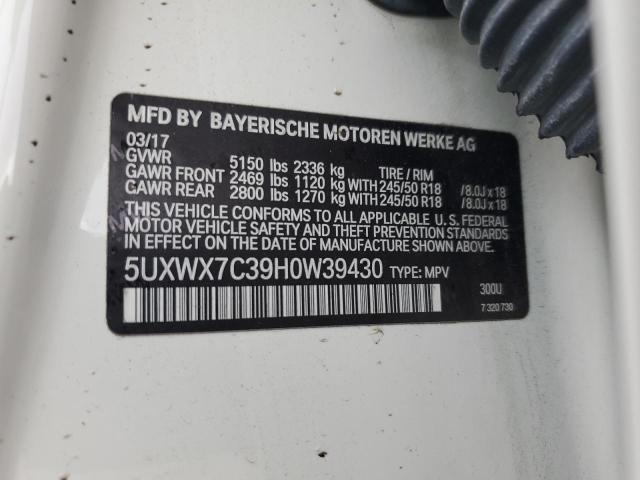 MFD BY BAYERISCHE MOTOREN WERKE AG
03/17
GVWR 5150 lbs 2336 kg TIRE / RIM
GAWR FRONT 2469 lbs 1120 kg WITH 245/50 R18 /8.0J x 18
GAWR REAR 2800 lbs 1270 kg WITH 245/50 R18 /8.0J x 18
THIS VEHICLE CONFORMS TO ALL APPLICABLE U. S. FEDERAL
MOTOR VEHICLE SAFETY AND THEFT PREVENTION STANDARDS
IN EFFECT ON THE DATE OF MANUFACTURE SHOWN ABOVE.
5UXWX7C39H0W39430 TYPE: MPV
300U
7 320 730